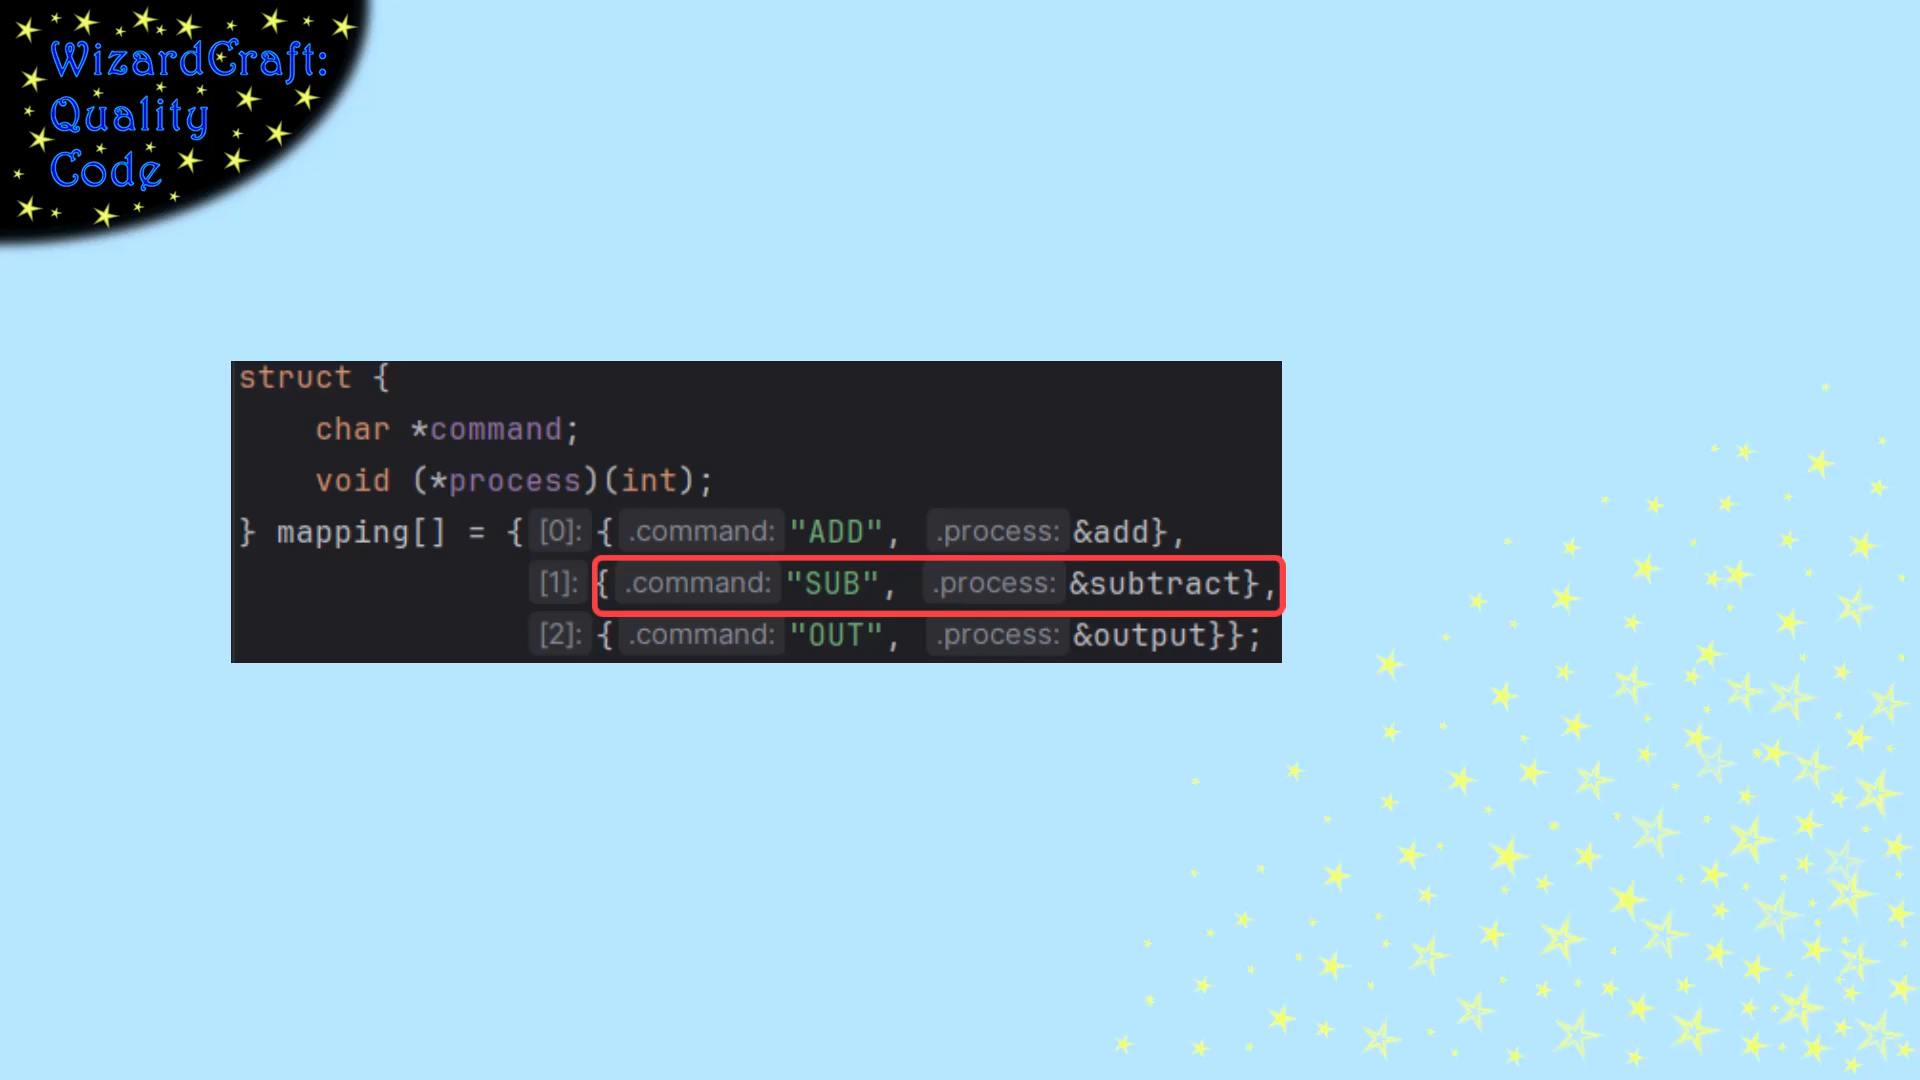 WizardCraft:
Quality
Code
struct {
char *command;
void (*process)(int);
} mapping[] = { [0]: { .command: "ADD", .process: &add},
[1]: { .command: "SUB", .process: &subtract},
[2]: { .command: "OUT", .process: &output}};